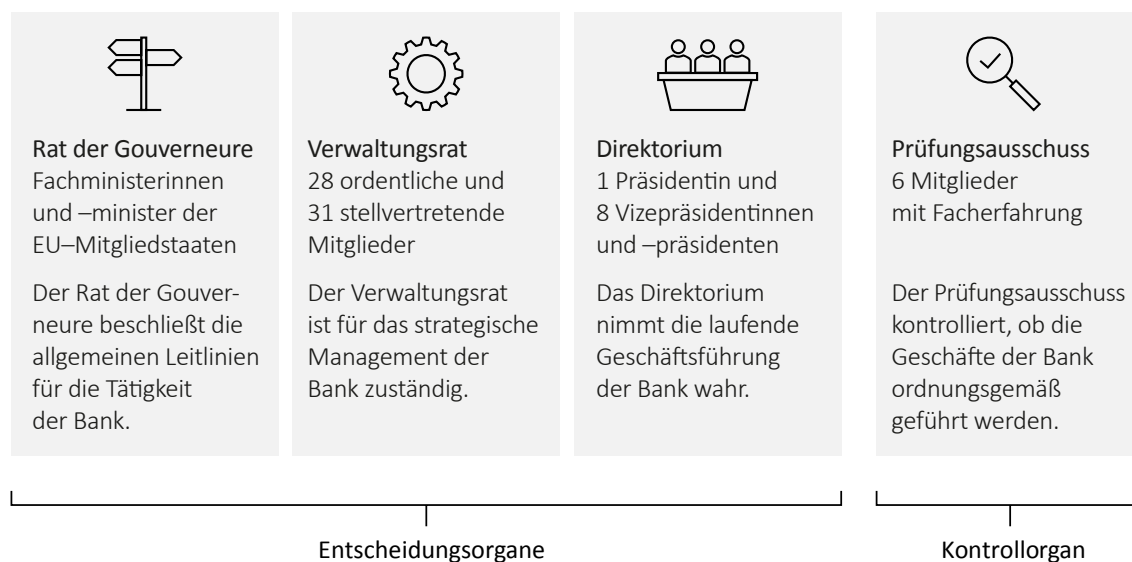 Rat der Gouverneure
Fachministerinnen
und –minister der
EU–Mitgliedstaaten
Der Rat der Gouver-
neure beschließt die
allgemeinen Leitlinien
für die Tätigkeit
der Bank.
Verwaltungsrat
28 ordentliche und
31 stellvertretende
Mitglieder
Der Verwaltungsrat
ist für das strategische
Management der
Bank zuständig.
Direktorium
1 Präsidentin und
8 Vizepräsidentinnen
und –präsidenten
Das Direktorium
nimmt die laufende
Geschäftsführung
der Bank wahr.
Prüfungsausschuss
6 Mitglieder
mit Facherfahrung
Der Prüfungsausschuss
kontrolliert, ob die
Geschäfte der Bank
ordnungsgemäß
geführt werden.
Entscheidungsorgane
Kontrollorgan